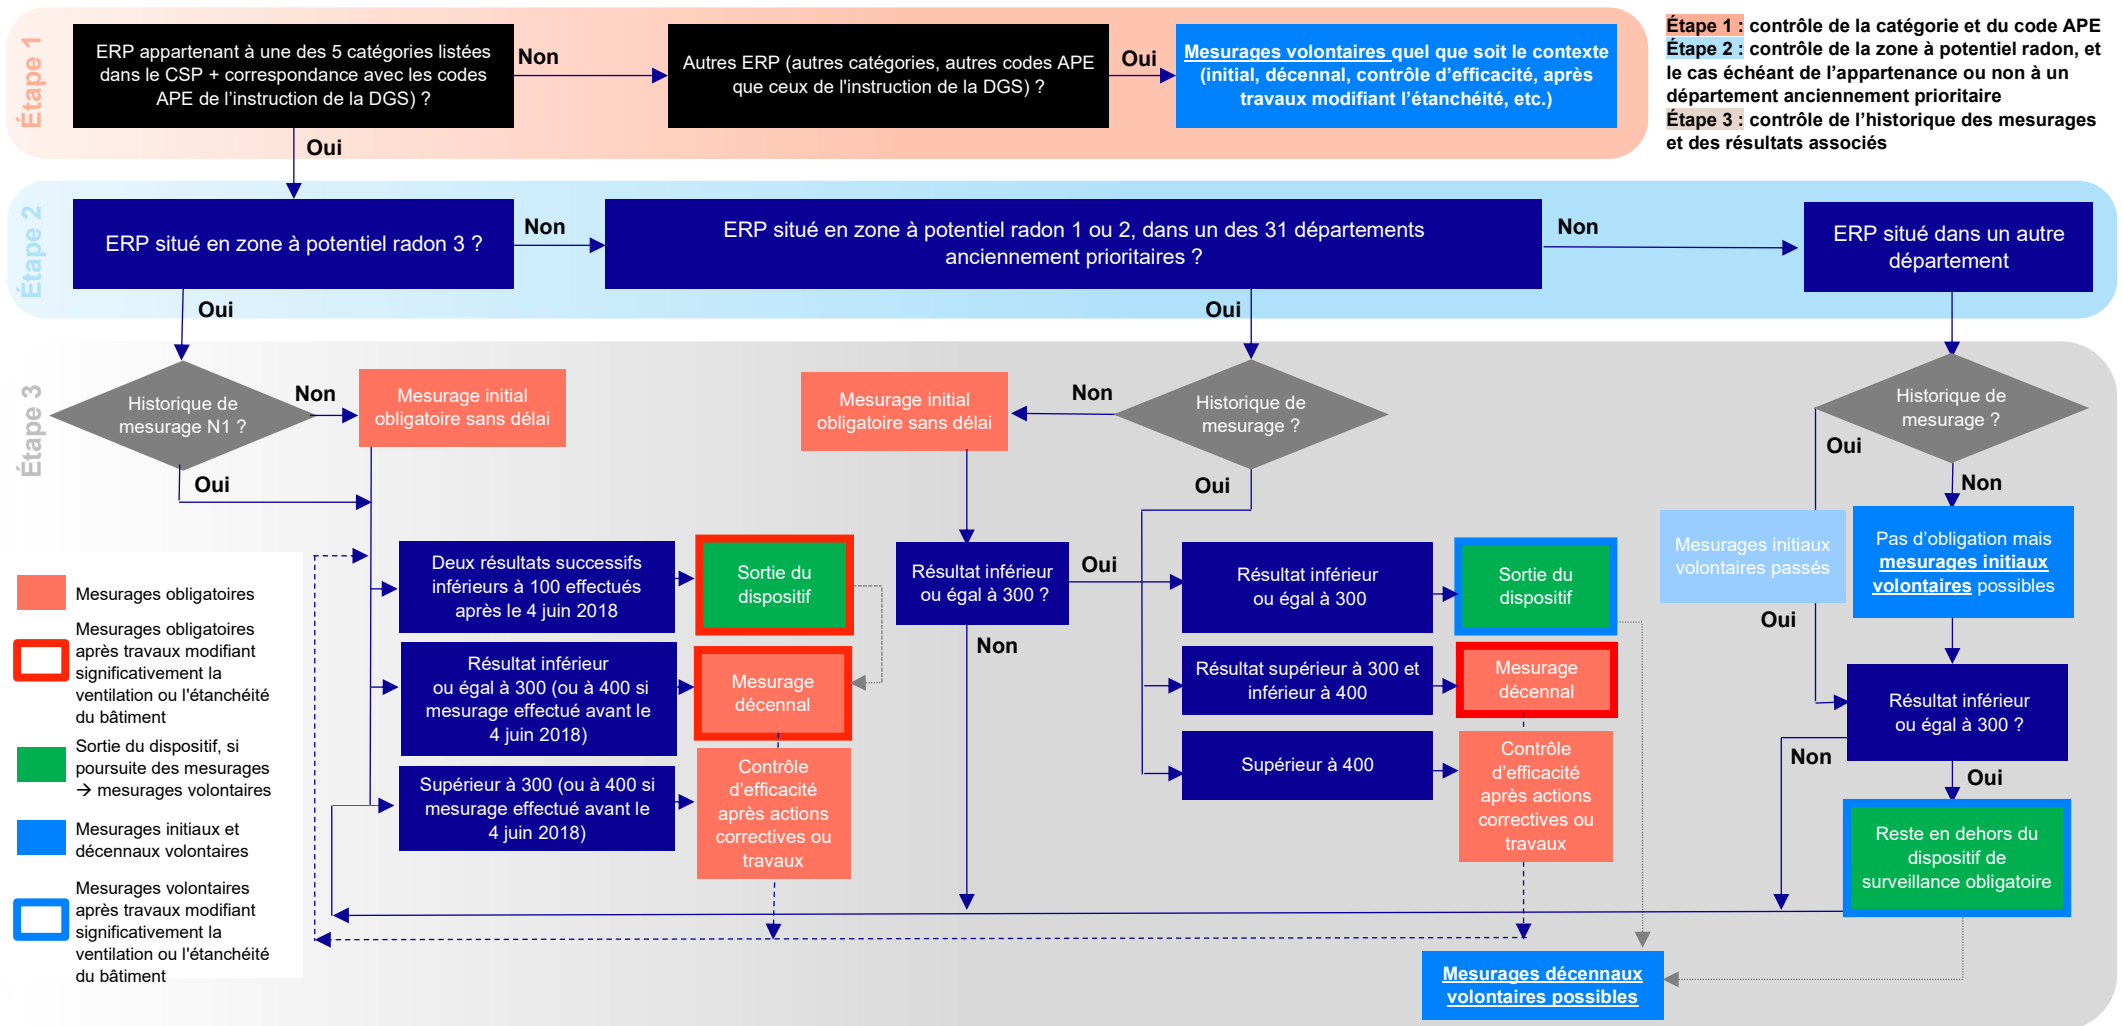 Étape 1
ERP appartenant à une des 5 catégories listées
dans le CSP + correspondance avec les codes
APE de l'instruction de la DGS) ?
Non
Autres ERP (autres catégories, autres codes APE
que ceux de l'instruction de la DGS) ?
Oui
Mesurages volontaires quel que soit le contexte
(initial, décennal, contrôle d'efficacité, après
travaux modifiant l'étanchéité, etc.)
Oui
Étape 1 : contrôle de la catégorie et du code APE
Étape 2 : contrôle de la zone à potentiel radon, et
le cas échéant de l'appartenance ou non à un
département anciennement prioritaire
Étape 3 : contrôle de l'historique des mesurages
et des résultats associés
Étape 2
ERP situé en zone à potentiel radon 3 ?
Non
ERP situé en zone à potentiel radon 1 ou 2, dans un des 31 départements
anciennement prioritaires ?
Non
ERP situé dans un autre
département
Oui
Oui
Étape 3
Historique de
mesurage N1 ?
Non
Mesurage initial
obligatoire sans délai
Oui
Mesurage initial
obligatoire sans délai
Non
Historique de
mesurage ?
Oui
Historique de
mesurage ?
Oui
Non
Deux résultats successifs
inférieurs à 100 effectués
après le 4 juin 2018
Sortie du
dispositif
Résultat inférieur
ou égal à 300 (ou à 400 si
mesurage effectué avant le
4 juin 2018)
Mesurage
décennal
Supérieur à 300 (ou à 400 si
mesurage effectué avant le
4 juin 2018)
Contrôle
d'efficacité
après actions
correctives ou
travaux
Résultat inférieur
ou égal à 300 ?
Oui
Non
Résultat inférieur
ou égal à 300
Sortie du
dispositif
Résultat supérieur à 300 et
inférieur à 400
Mesurage
décennal
Supérieur à 400
Contrôle
d'efficacité
après actions
correctives ou
travaux
Mesurages initiaux
volontaires passés
Oui
Pas d'obligation mais
mesurages initiaux
volontaires possibles
Résultat inférieur
ou égal à 300 ?
Non
Oui
Reste en dehors du
dispositif de
surveillance obligatoire
Mesurages décennaux
volontaires possibles
Mesurages obligatoires
Mesurages obligatoires
après travaux modifiant
significativement la
ventilation ou l'étanchéité
du bâtiment
Sortie du dispositif, si
poursuite des mesurages
→ mesurages volontaires
Mesurages initiaux et
décennaux volontaires
Mesurages volontaires
après travaux modifiant
significativement la
ventilation ou l'étanchéité
du bâtiment